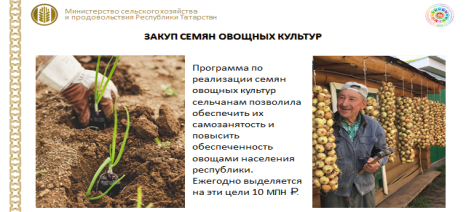 Министерство сельского хозяйства
и продовольствия Республики Татарстан
ЗАКУП СЕМЯН ОВОЩНЫХ КУЛЬТУР
Программа по
реализации семян
овощных культур
сельчанам позволила
обеспечить их
самозанятость и
повысить
обеспеченность
овощами населения
республики.
Ежегодно выделяется
на эти цели 10 МЛН ₽.